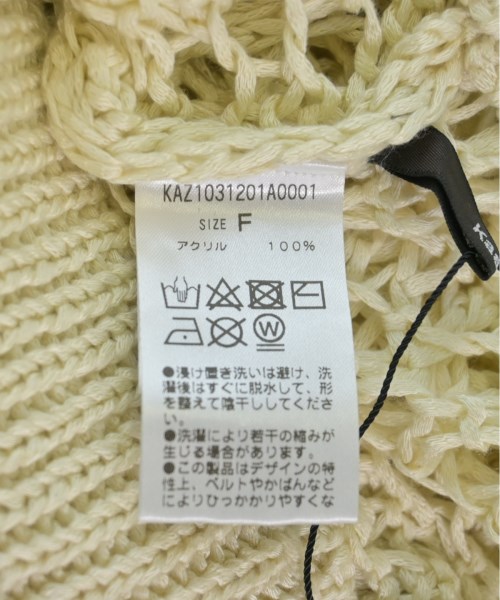 KAZ1031201A0001
SIZE F
アクリル 100%
W
●浸け置き洗いは避け、洗
濯後はすぐに脱水して、形
を整えて陰干ししてくださ
い。
●洗濯により若干の縮みが
生じる場合があります。
●この製品はデザインの特
性上、ベルトやかばんなど
によりひっかかりやすくな